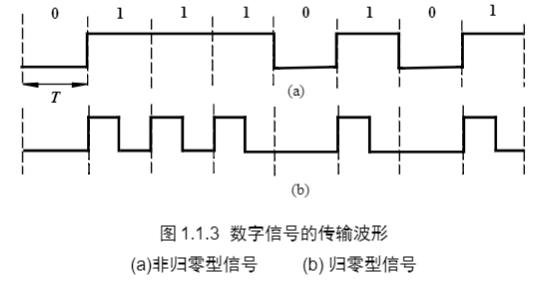 0 1 1 1 0 1 0 1
T
(a)
(b)
图1.1.3 数字信号的传输波形
(a)非归零型信号 (b) 归零型信号